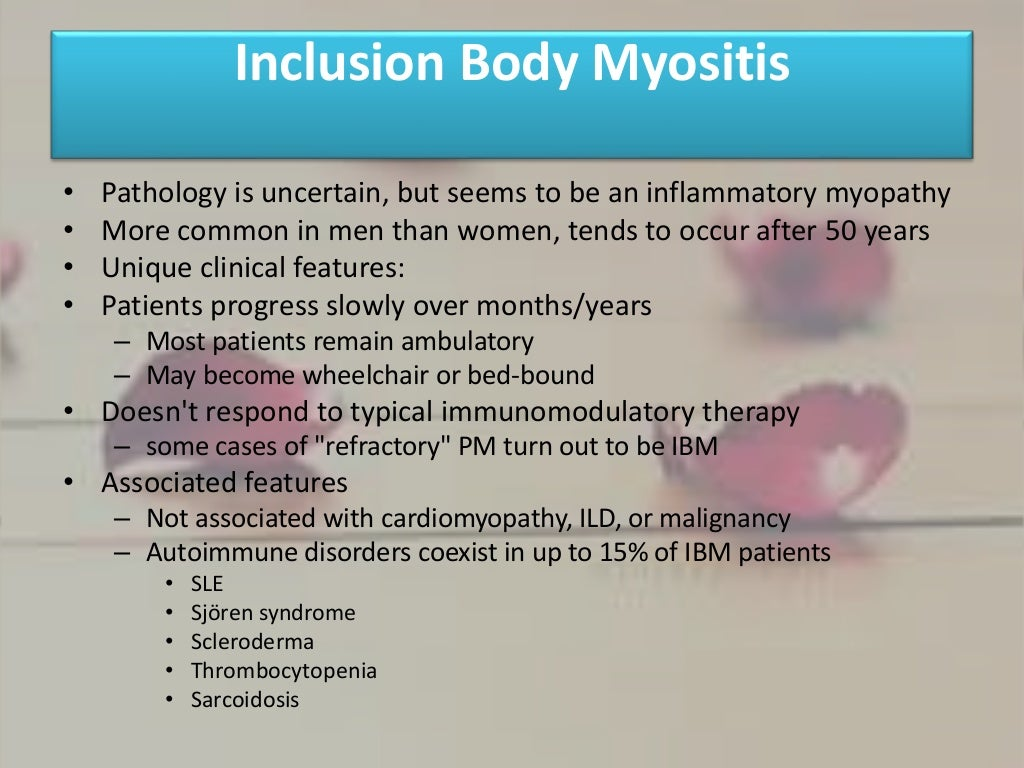 Inclusion Body Myositis
• Pathology is uncertain, but seems to be an inflammatory myopathy
• More common in men than women, tends to occur after 50 years
• Unique clinical features:
• Patients progress slowly over months/years
– Most patients remain ambulatory
– May become wheelchair or bed-bound
• Doesn't respond to typical immunomodulatory therapy
– some cases of "refractory" PM turn out to be IBM
• Associated features
– Not associated with cardiomyopathy, ILD, or malignancy
– Autoimmune disorders coexist in up to 15% of IBM patients
• SLE
• Sjören syndrome
• Scleroderma
• Thrombocytopenia
• Sarcoidosis